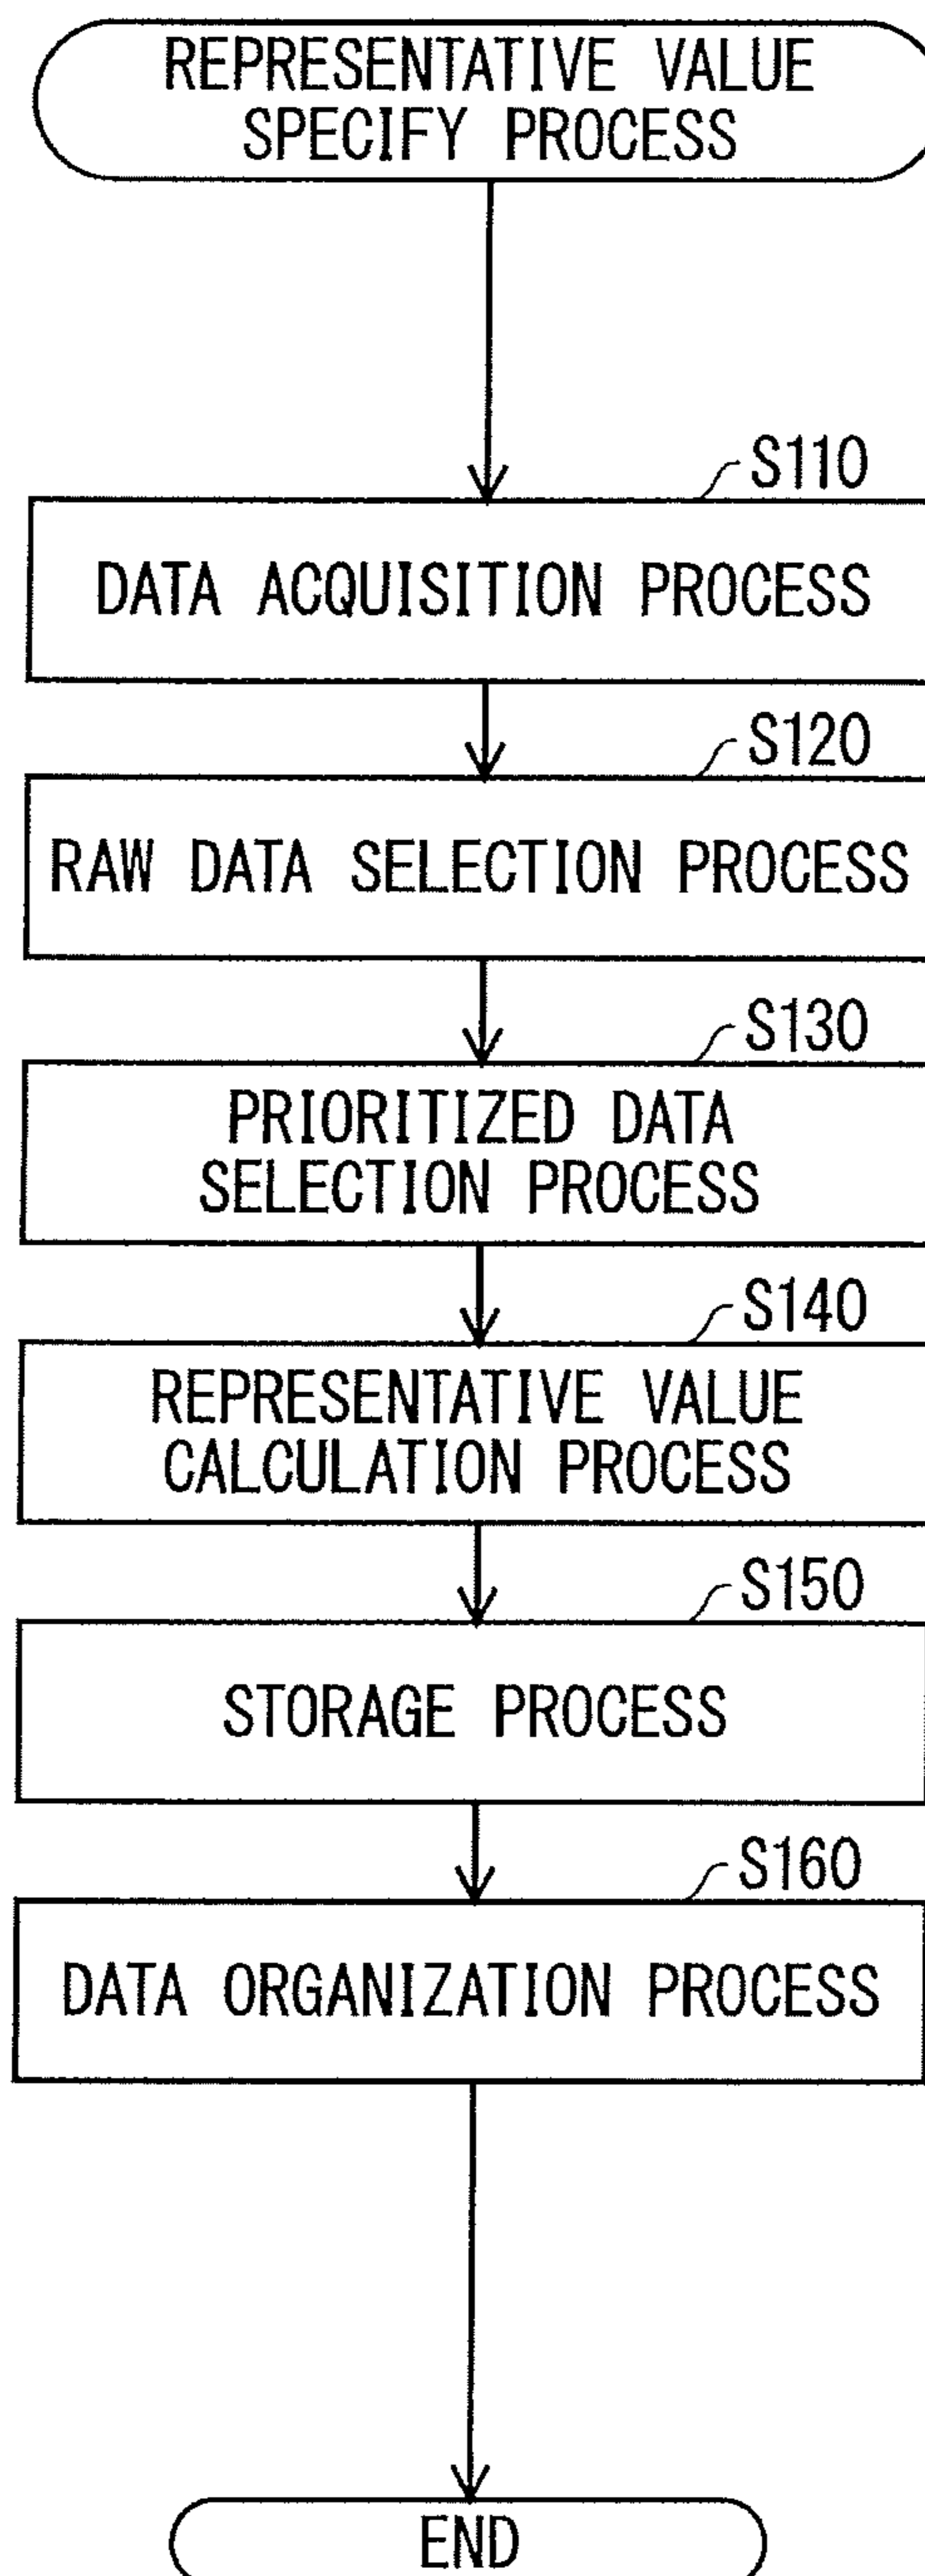 REPRESENTATIVE VALUE
SPECIFY PROCESS
S110
DATA ACQUISITION PROCESS
S120
RAW DATA SELECTION PROCESS
S130
PRIORITIZED DATA
SELECTION PROCESS
S140
REPRESENTATIVE VALUE
CALCULATION PROCESS
S150
STORAGE PROCESS
S160
DATA ORGANIZATION PROCESS
END